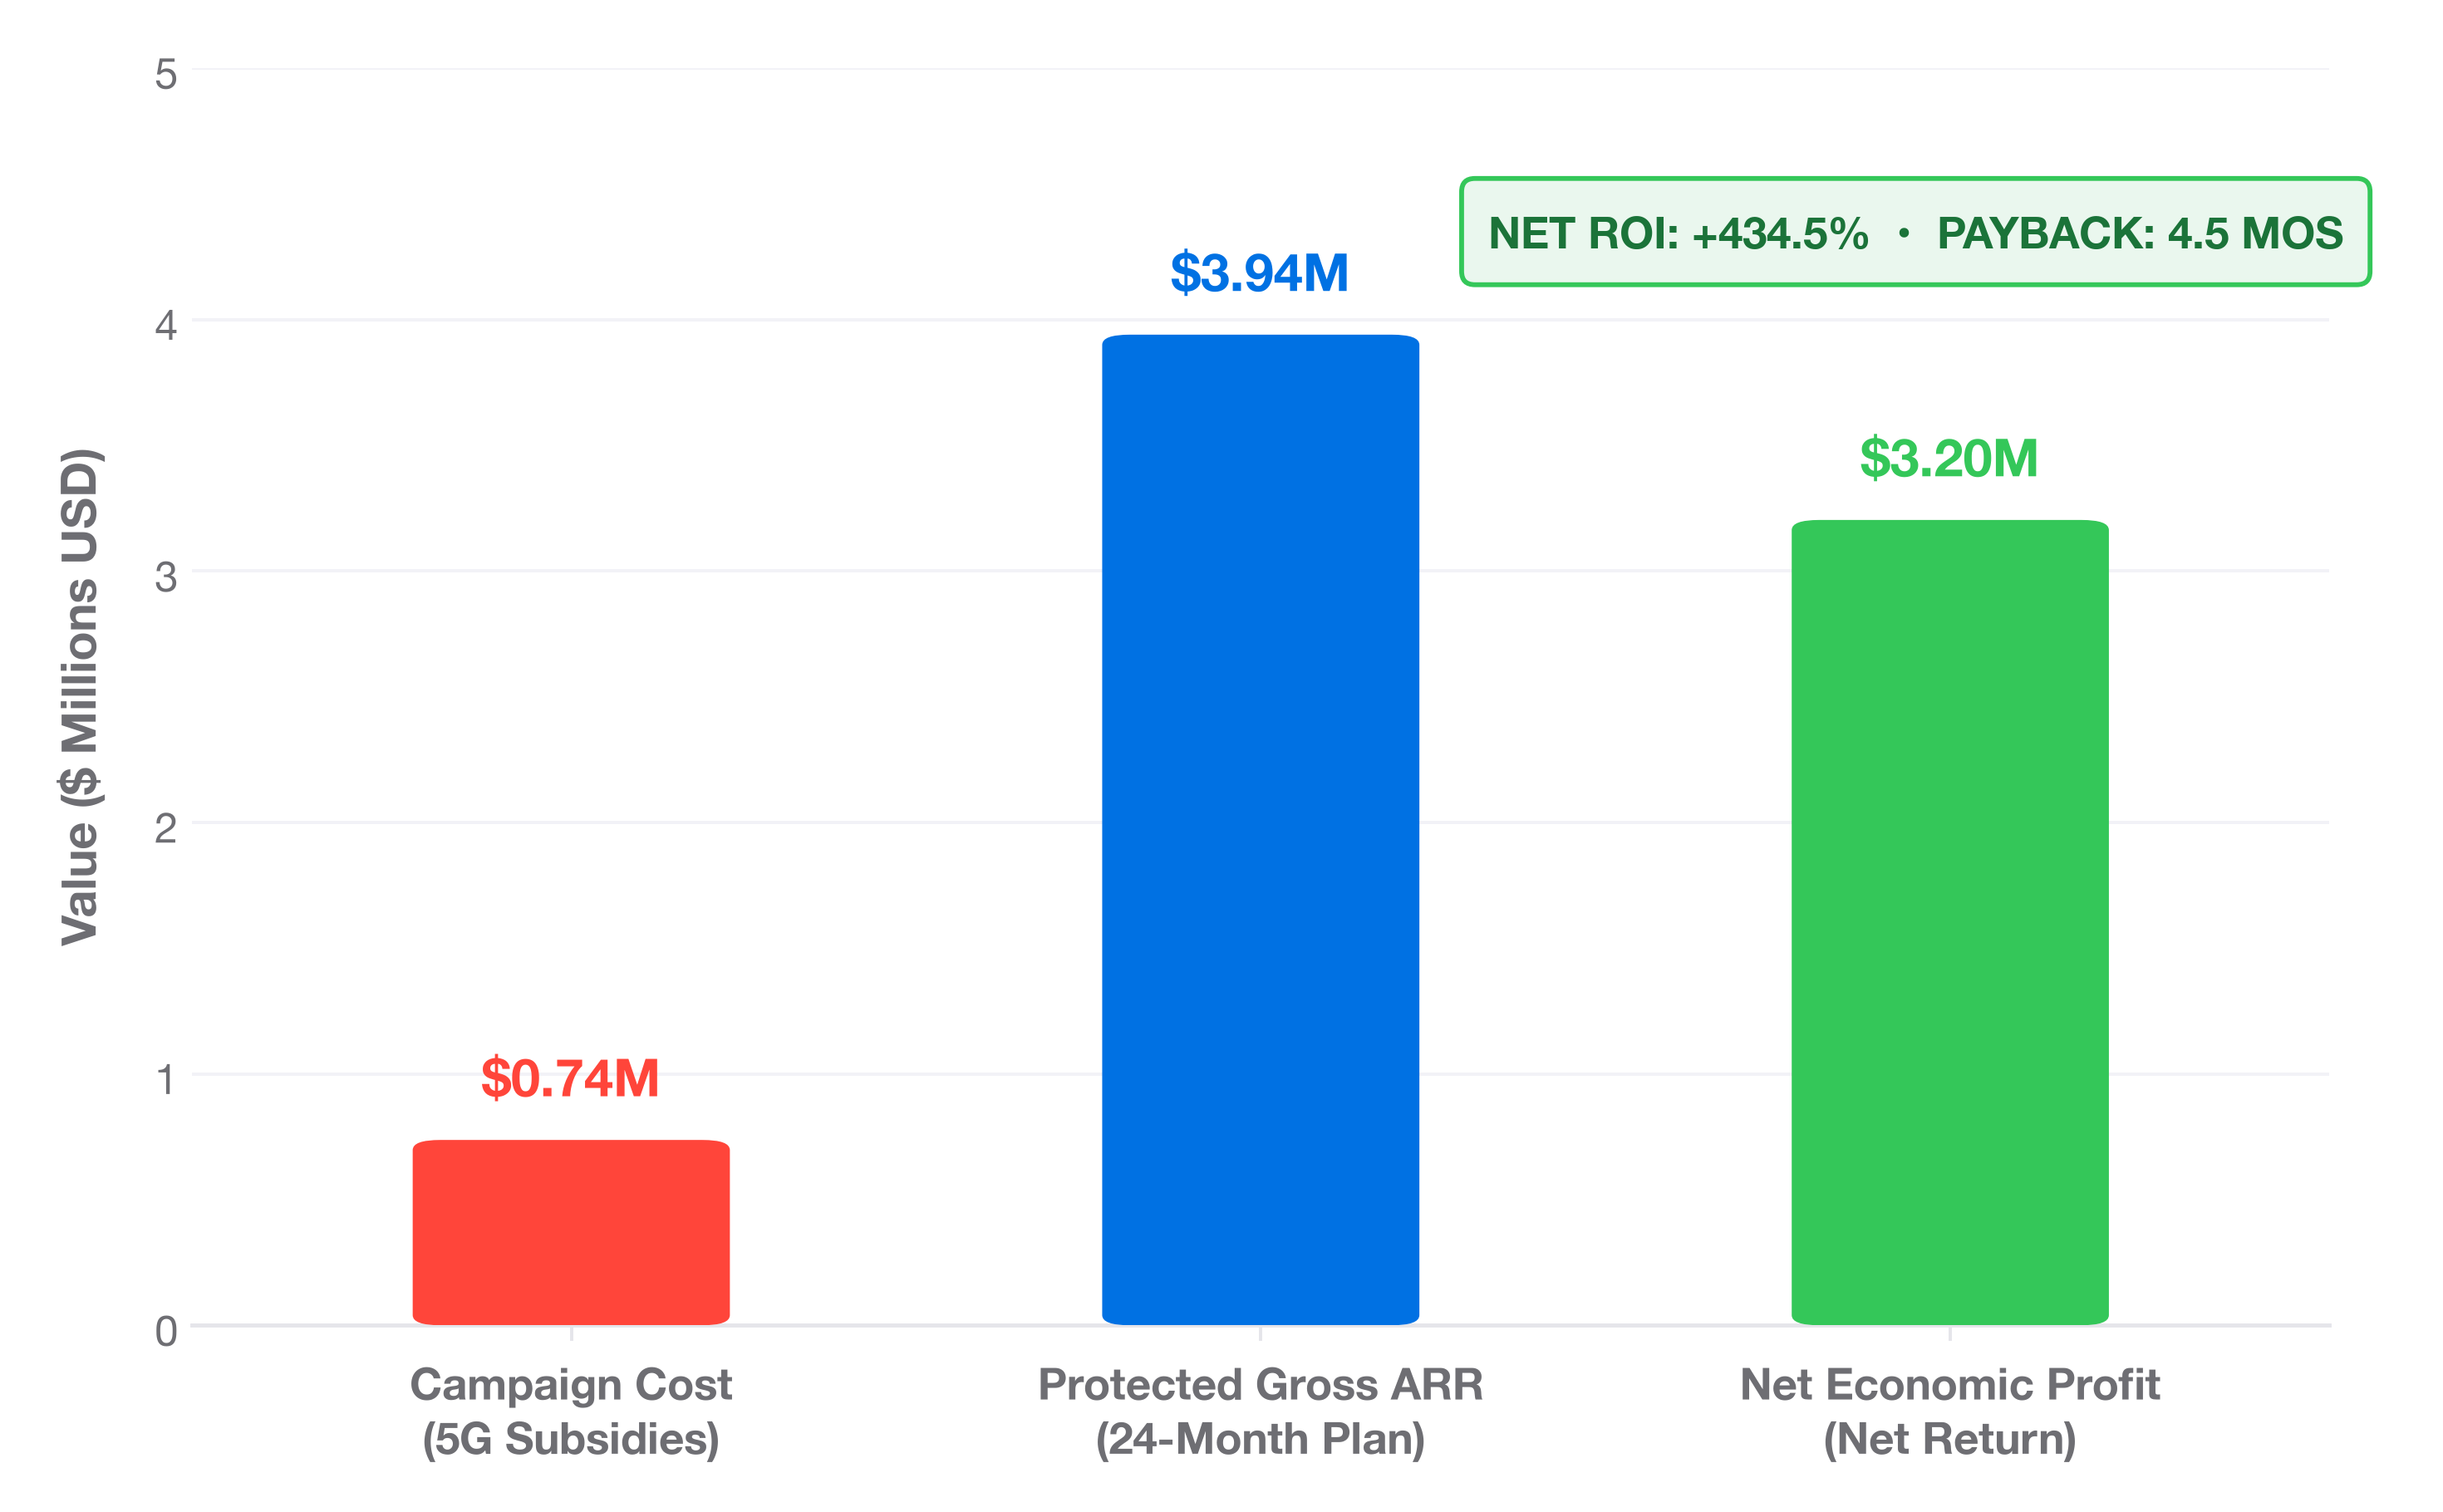 5
NET ROI: +434.5% • PAYBACK: 4.5 MOS
$3.94M
4
$3.20M
3
Value ($ Millions USD)
2
$0.74M
1
0
Campaign Cost
(5G Subsidies)
Protected Gross ARR
(24-Month Plan)
Net Economic Profit
(Net Return)